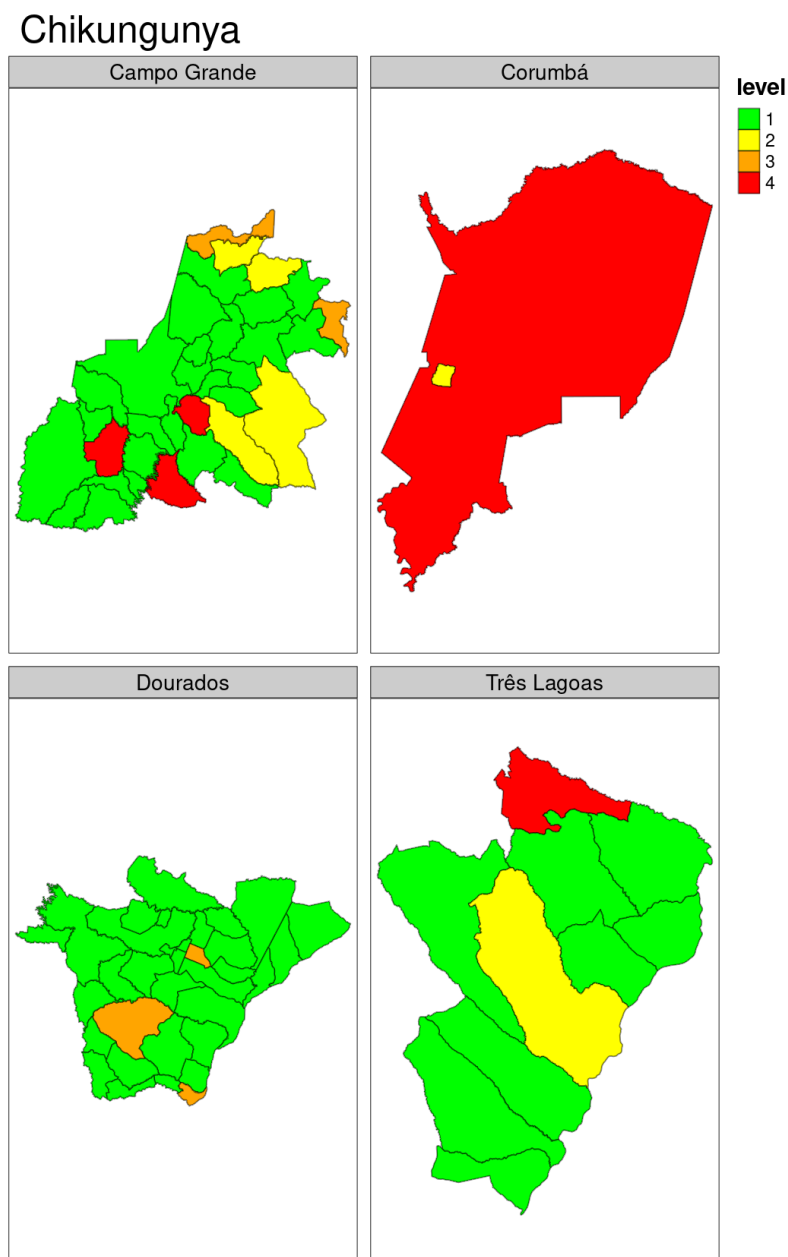 Chikungunya
Campo Grande
Corumbá
level
1
2
3
4
Dourados
Três Lagoas